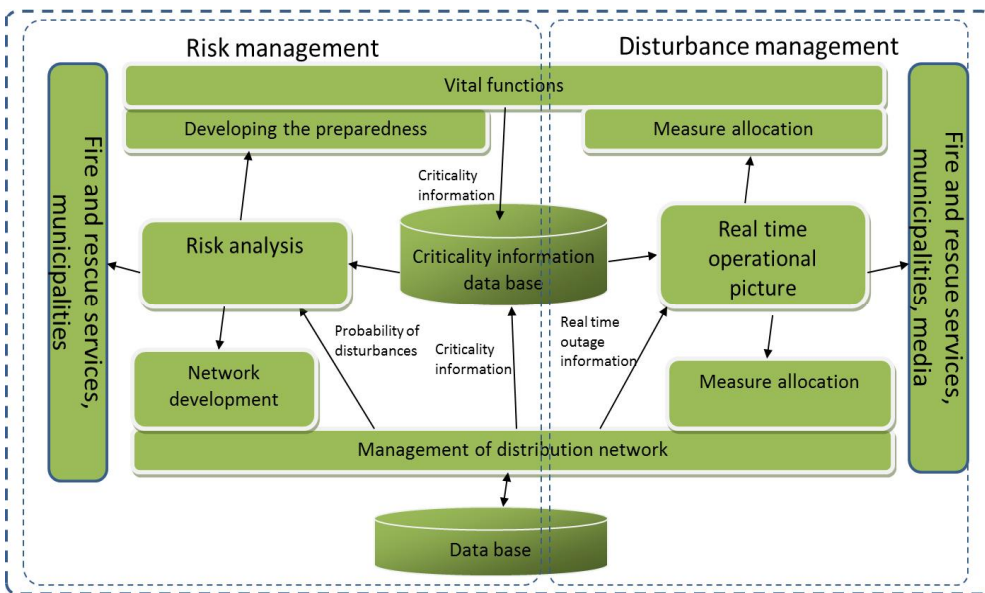 Risk management
Disturbance management
Vital functions
Developing the preparedness
Measure allocation
Fire and rescue services,
municipalities
Criticality
information
Risk analysis
Criticality information
data base
Real time
operational
picture
Fire and rescue services,
municipalities, media
Probability of
disturbances
Criticality
information
Real time
outage
information
Network
development
Measure allocation
Management of distribution network
Data base